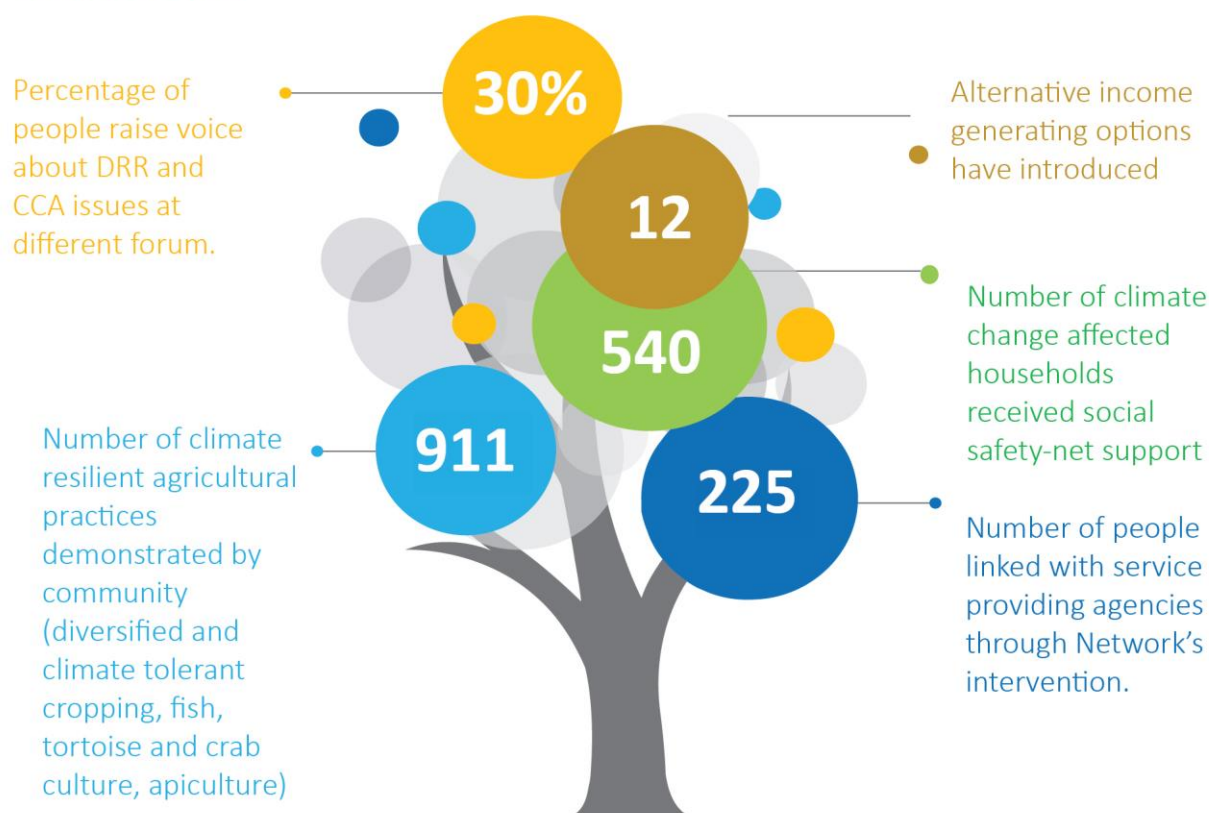 30%
Percentage of
people raise voice
about DRR and
CCA issues at
different forum.
12
Alternative income
generating options
have introduced
540
Number of climate
change affected
households
received social
safety-net support
911
Number of climate
resilient agricultural
practices
demonstrated by
community
(diversified and
climate tolerant
cropping, fish,
tortoise and crab
culture, apiculture)
225
Number of people
linked with service
providing agencies
through Network’s
intervention.